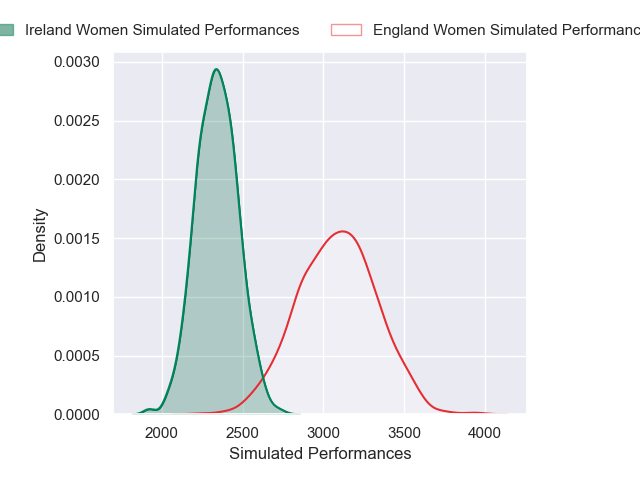 Ireland Women Simulated Performances England Women Simulated Performanc
0.0030
0.0025
0.0020
0.0015
0.0010
0.0005
0.0000
Density
2000 2500 3000 3500 4000
Simulated Performances